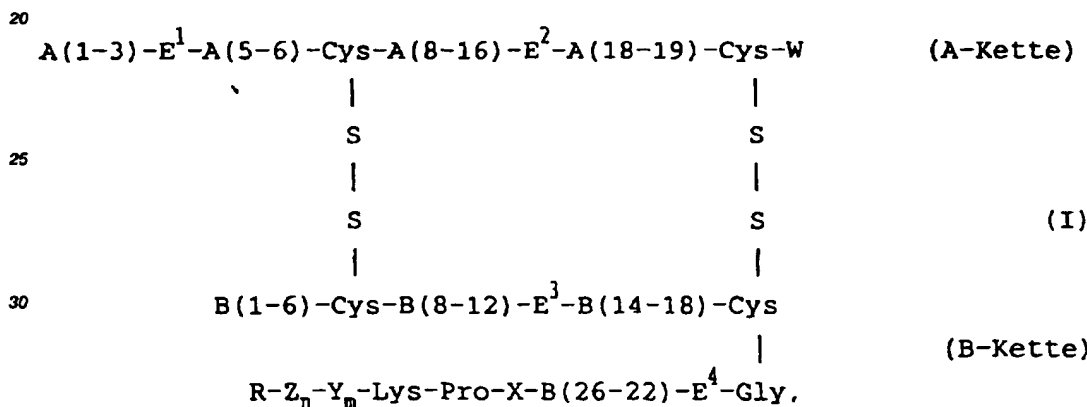 20
A(1-3)-E¹-A(5-6)-Cys-A(8-16)-E²-A(18-19)-Cys-W (A-Kette)
| |
S S
25
| |
S S (I)
| |
30 B(1-6)-Cys-B(8-12)-E³-B(14-18)-Cys
| (B-Kette)
R-Zₙ-Yₘ-Lys-Pro-X-B(26-22)-E⁴-Gly,